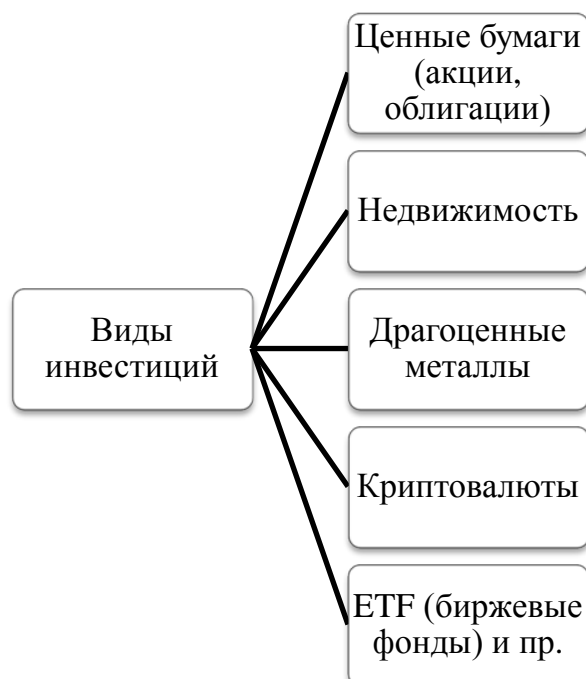 Ценные бумаги
(акции,
облигации)
Недвижимость
Виды
инвестиций
Драгоценные
металлы
Криптовалюты
ETF (биржевые
фонды) и пр.